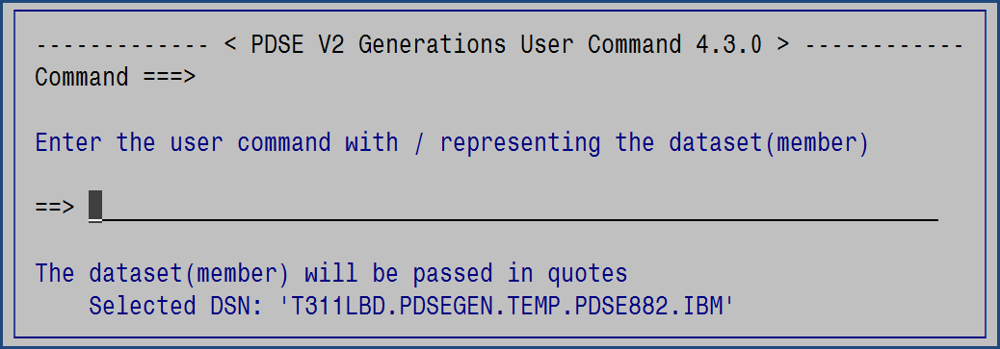 ------------- < PDSE V2 Generations User Command 4.3.0 > ------------
Command ===>
Enter the user command with / representing the dataset(member)
==>
The dataset(member) will be passed in quotes
Selected DSN: 'T311LBD.PDSEGEN.TEMP.PDSE882.IBM'